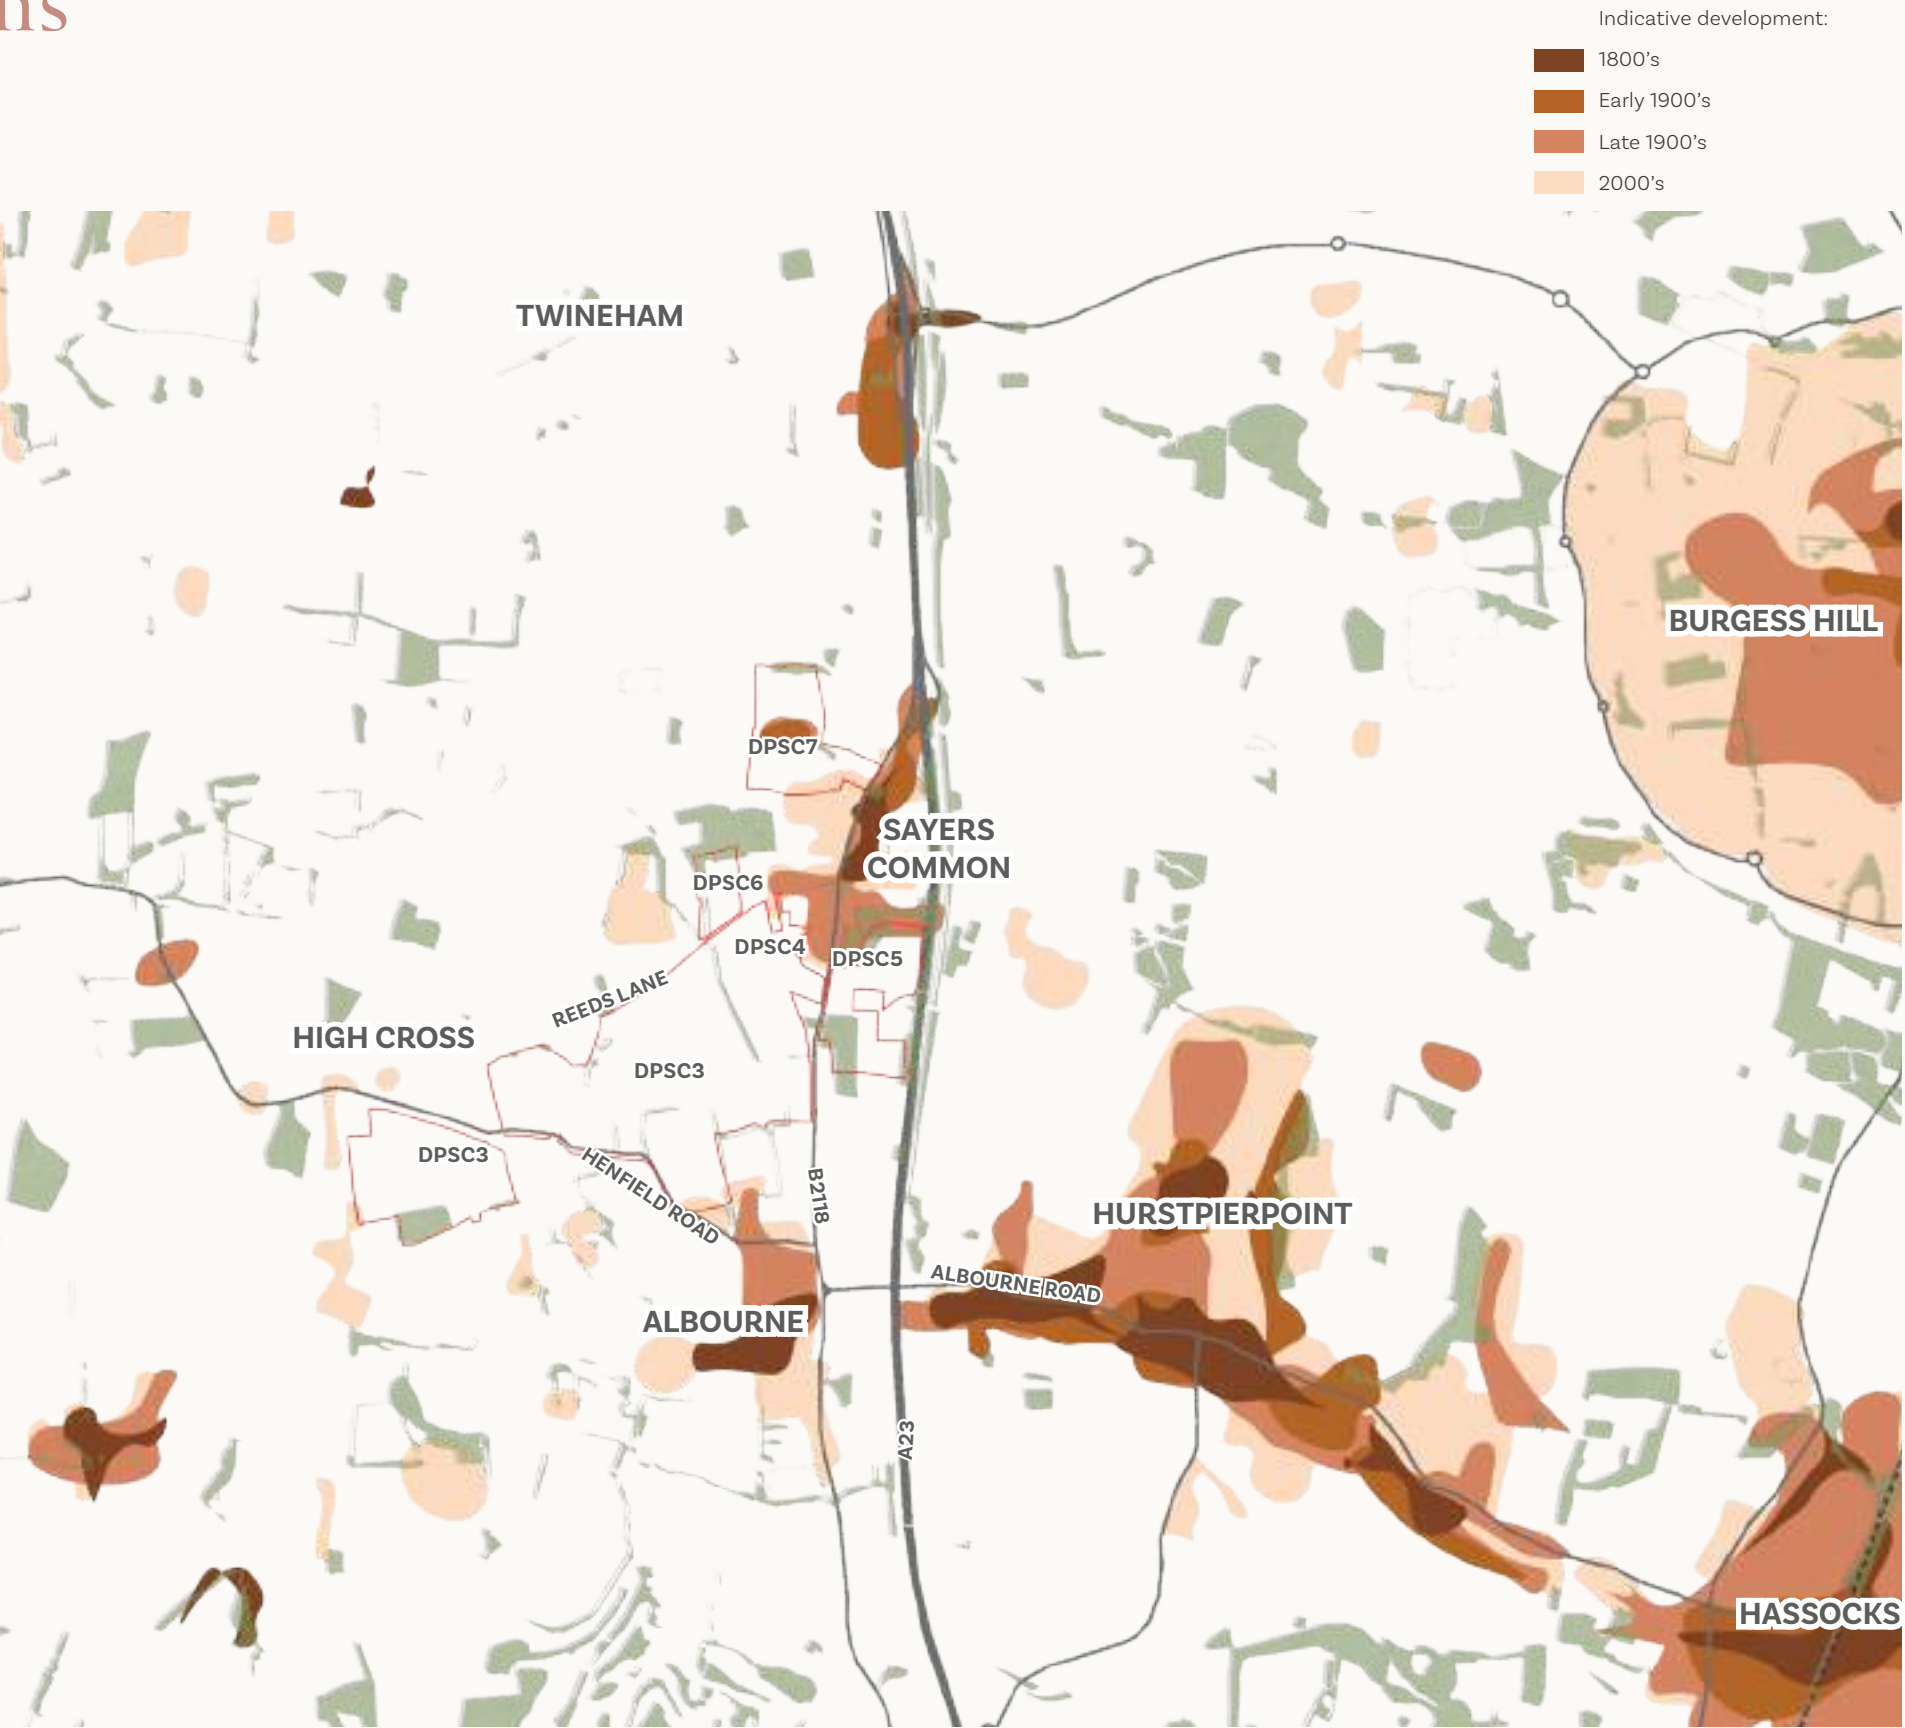 ns
Indicative development:
1800's
Early 1900's
Late 1900's
2000's
TWINEHAM
BURGESS HILL
DPSC7
SAYERS
COMMON
DPSC6
DPSC4
DPSC5
REEDS LANE
HIGH CROSS
DPSC3
DPSC3
HENFIELD ROAD
B2118
HURSTPIERPOINT
ALBOURNE ROAD
ALBOURNE
A23
HASSOCKS